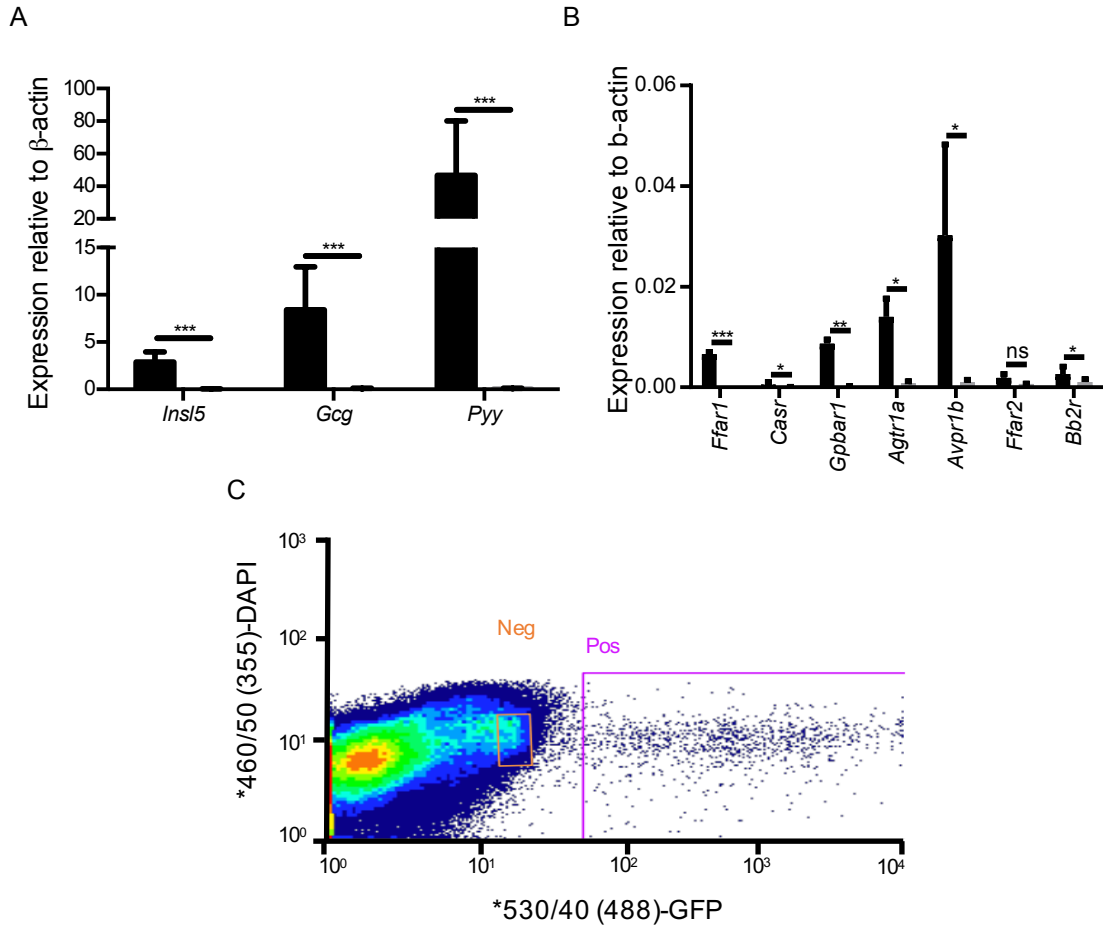 A
B
Expression relative to β-actin
100
80
60
40
20
15
10
5
0
***
***
***
Insl5
Gcg
Pyy
Expression relative to b-actin
0.06
0.04
0.02
0.00
***
*
**
*
*
ns
*
Ffar1
Casr
Gpbar1
Agtr1a
Avpr1b
Ffar2
Bb2r
C
*460/50 (355)-DAPI
10³
10²
10¹
10⁰
Neg
Pos
10⁰
10¹
10²
10³
10⁴
*530/40 (488)-GFP